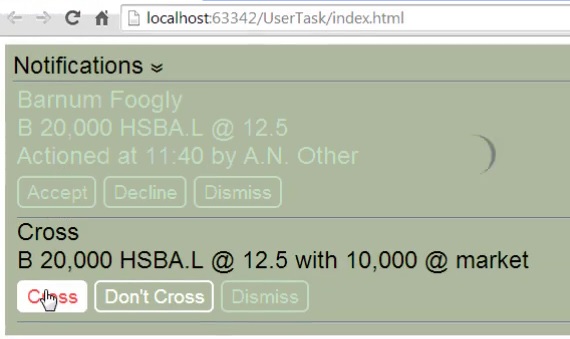 localhost:63342/UserTask/index.html
Notifications
Barnum Foogly
B 20,000 HSBA.L @ 12.5
Actioned at 11:40 by A.N. Other
Accept Decline Dismiss
Cross
B 20,000 HSBA.L @ 12.5 with 10,000 @ market
Cross Don't Cross Dismiss